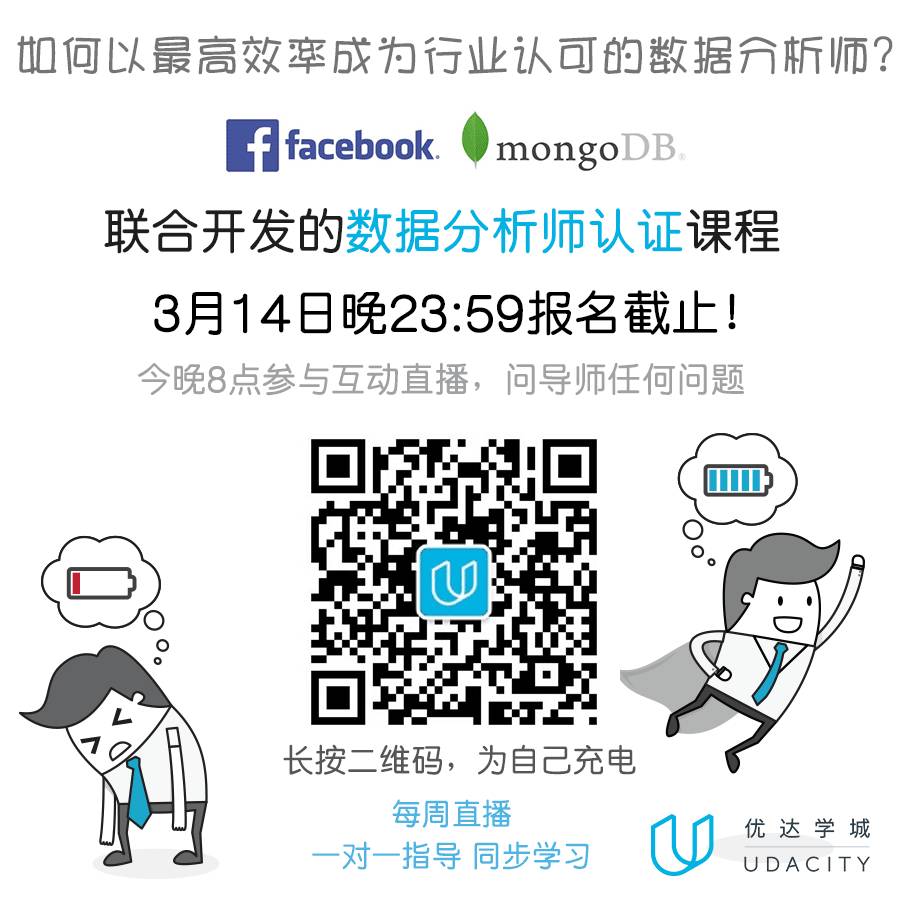 如何以最高效率成为行业认可的数据分析师?
facebook. mongoDB®
联合开发的数据分析师认证课程
3月14日晚23:59报名截止!
今晚8点参与互动直播，问导师任何问题
长按二维码，为自己充电
每周直播
一对一指导 同步学习
优达学城
UDACITY